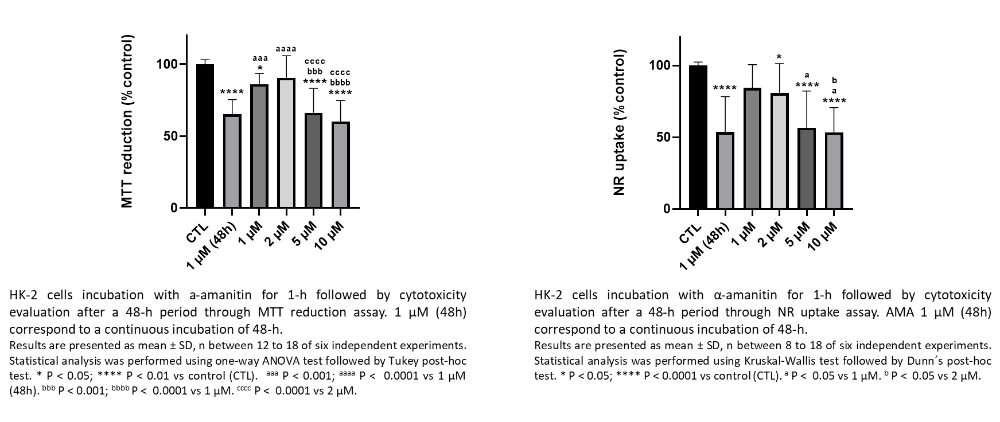 MTT reduction (% control)
100
50
0
****
aaa
*
aaaa
cccc
bbb
****
cccc
bbbb
****
CTL
1 µM (48h)
1 µM
2 µM
5 µM
10 µM
HK-2 cells incubation with a-amanitin for 1-h followed by cytotoxicity
evaluation after a 48-h period through MTT reduction assay. 1 µM (48h)
correspond to a continuous incubation of 48-h.
Results are presented as mean ± SD, n between 12 to 18 of six independent experiments.
Statistical analysis was performed using one-way ANOVA test followed by Tukey post-hoc
test. * P < 0.05; **** P < 0.01 vs control (CTL). aaa P < 0.001; aaaa P < 0.0001 vs 1 µM
(48h). bbb P < 0.001; bbbb P < 0.0001 vs 1 µM. cccc P < 0.0001 vs 2 µM.
NR uptake (% control)
100
50
0
****
*
a
****
b
a
****
CTL
1 µM (48h)
1 µM
2 µM
5 µM
10 µM
HK-2 cells incubation with α-amanitin for 1-h followed by cytotoxicity
evaluation after a 48-h period through NR uptake assay. AMA 1 µM (48h)
correspond to a continuous incubation of 48-h.
Results are presented as mean ± SD, n between 8 to 18 of six independent experiments.
Statistical analysis was performed using Kruskal-Wallis test followed by Dunn´s post-hoc
test. * P < 0.05; **** P < 0.0001 vs control (CTL). a P < 0.05 vs 1 µM. b P < 0.05 vs 2 µM.